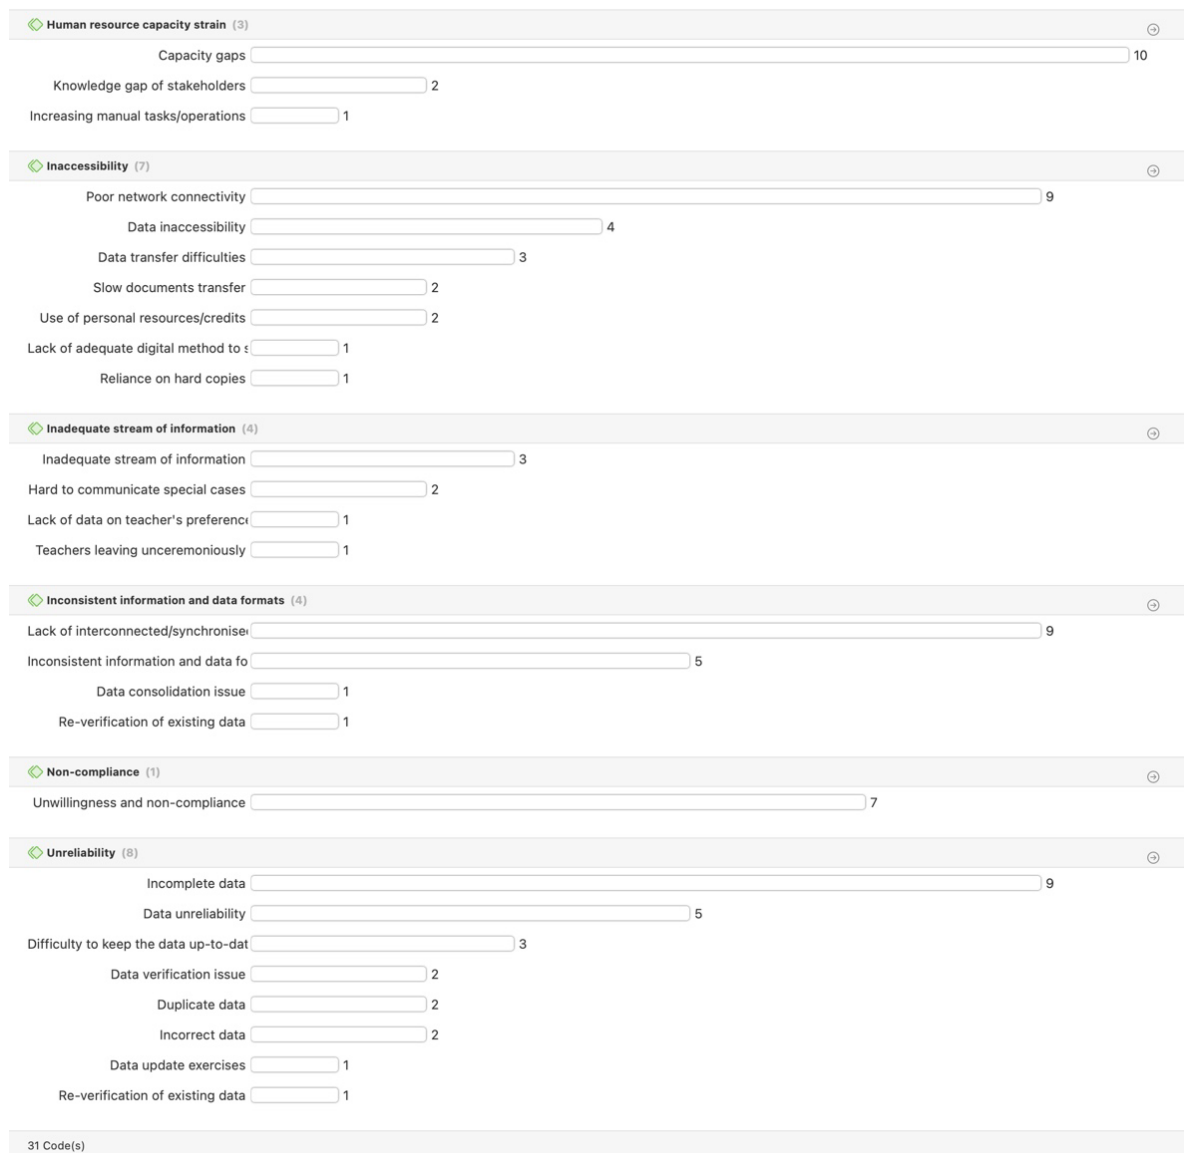 Human resource capacity strain (3)
Capacity gaps 10
Knowledge gap of stakeholders 2
Increasing manual tasks/operations 1
Inaccessibility (7)
Poor network connectivity 9
Data inaccessibility 4
Data transfer difficulties 3
Slow documents transfer 2
Use of personal resources/credits 2
Lack of adequate digital method to 1
Reliance on hard copies 1
Inadequate stream of information (4)
Inadequate stream of information 3
Hard to communicate special cases 2
Lack of data on teacher's preference 1
Teachers leaving unceremoniously 1
Inconsistent information and data formats (4)
Lack of interconnected/synchronise 9
Inconsistent information and data fo 5
Data consolidation issue 1
Re-verification of existing data 1
Non-compliance (1)
Unwillingness and non-compliance 7
Unreliability (8)
Incomplete data 9
Data unreliability 5
Difficulty to keep the data up-to-dat 3
Data verification issue 2
Duplicate data 2
Incorrect data 2
Data update exercises 1
Re-verification of existing data 1
31 Code(s)